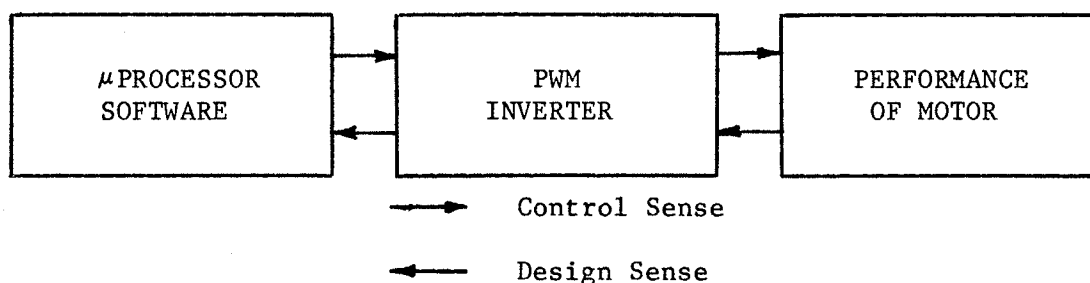 μPROCESSOR
SOFTWARE
PWM
INVERTER
PERFORMANCE
OF MOTOR
Control Sense
Design Sense